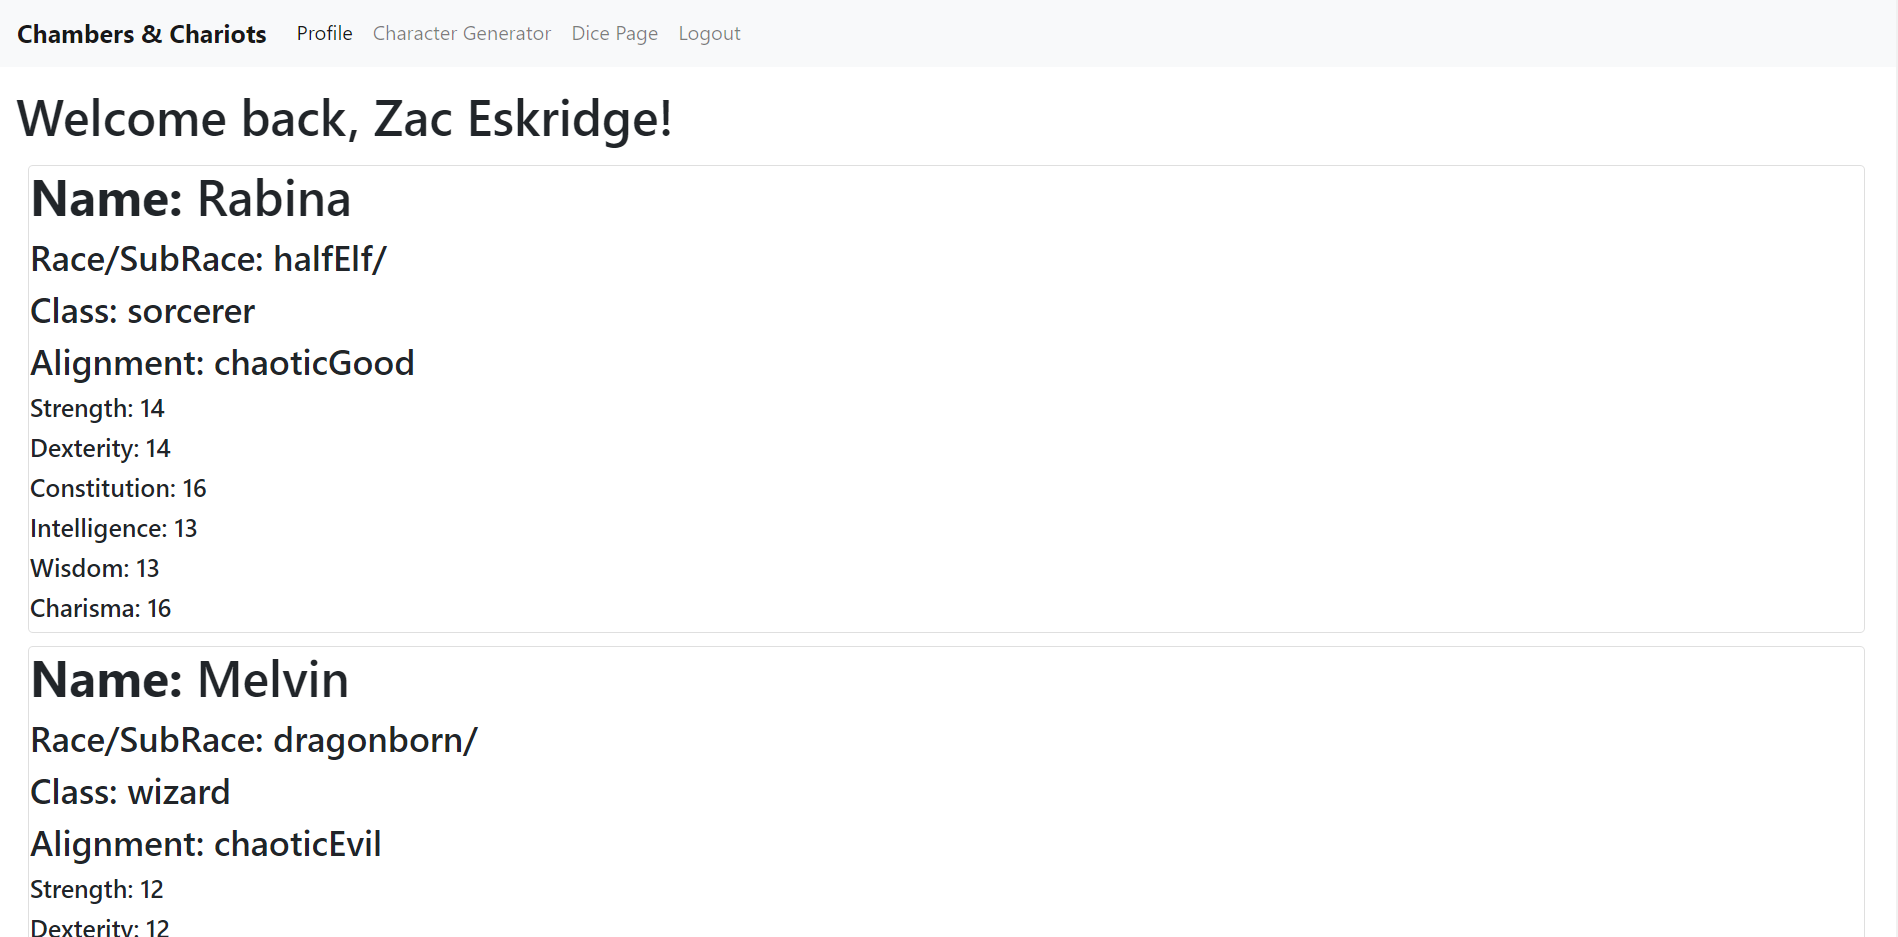 Chambers & Chariots Profile Character Generator Dice Page Logout
Welcome back, Zac Eskridge!
Name: Rabina
Race/SubRace: halfElf/
Class: sorcerer
Alignment: chaoticGood
Strength: 14
Dexterity: 14
Constitution: 16
Intelligence: 13
Wisdom: 13
Charisma: 16
Name: Melvin
Race/SubRace: dragonborn/
Class: wizard
Alignment: chaoticEvil
Strength: 12
Dexterity: 12